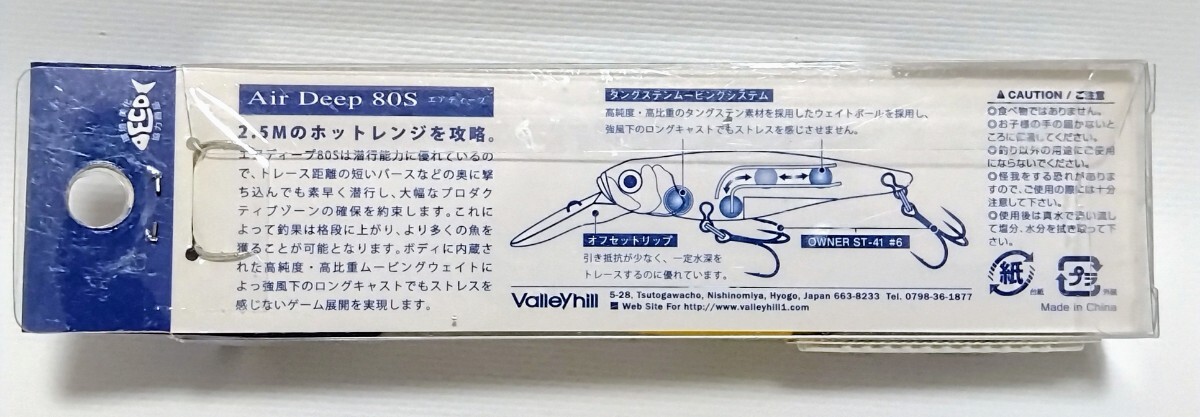 ECO
Air Deep 80S エアディープ
2.5Mのホットレンジを攻略。
エアディープ80Sは潜行能力に優れているの
で、トレース距離の短いバースなどの奥に撃
ち込んでも素早く潜行し、大幅なプロダク
ティブゾーンの確保を約束します。これに
よって釣果は格段に上がり、より多くの魚を
獲ることが可能となります。ボディに内蔵さ
れた高純度・高比重ムービングウェイトに
よっ強風下のロングキャストでもストレスを
感じないゲーム展開を実現します。
タングステンムービングシステム
高純度・高比重のタングステン素材を採用したウェイトボールを採用し、
強風下のロングキャストでもストレスを感じさせません。
オフセットリップ
引き抵抗が少なく、一定水深を
トレースするのに優れています。
OWNER ST-41 #6
Valleyhill
5-28, Tsutogawacho, Nishinomiya, Hyogo, Japan 663-8233 Tel. 0798-36-1877
Web Site For http://www.valleyhill1.com
▲CAUTION / ご注意
◎食べ物ではありません。
◎お子様の手の届かないと
ころに保管してください。
◎釣り以外の用途にご使用
にならないでください。
◎怪我をする恐れがありま
すので、ご使用の際には十分
注意して下さい。
◎使用後は真水で洗い流し
て塩分、水分を拭き取って下
さい。
紙
台紙
プラ
外装
Made in China